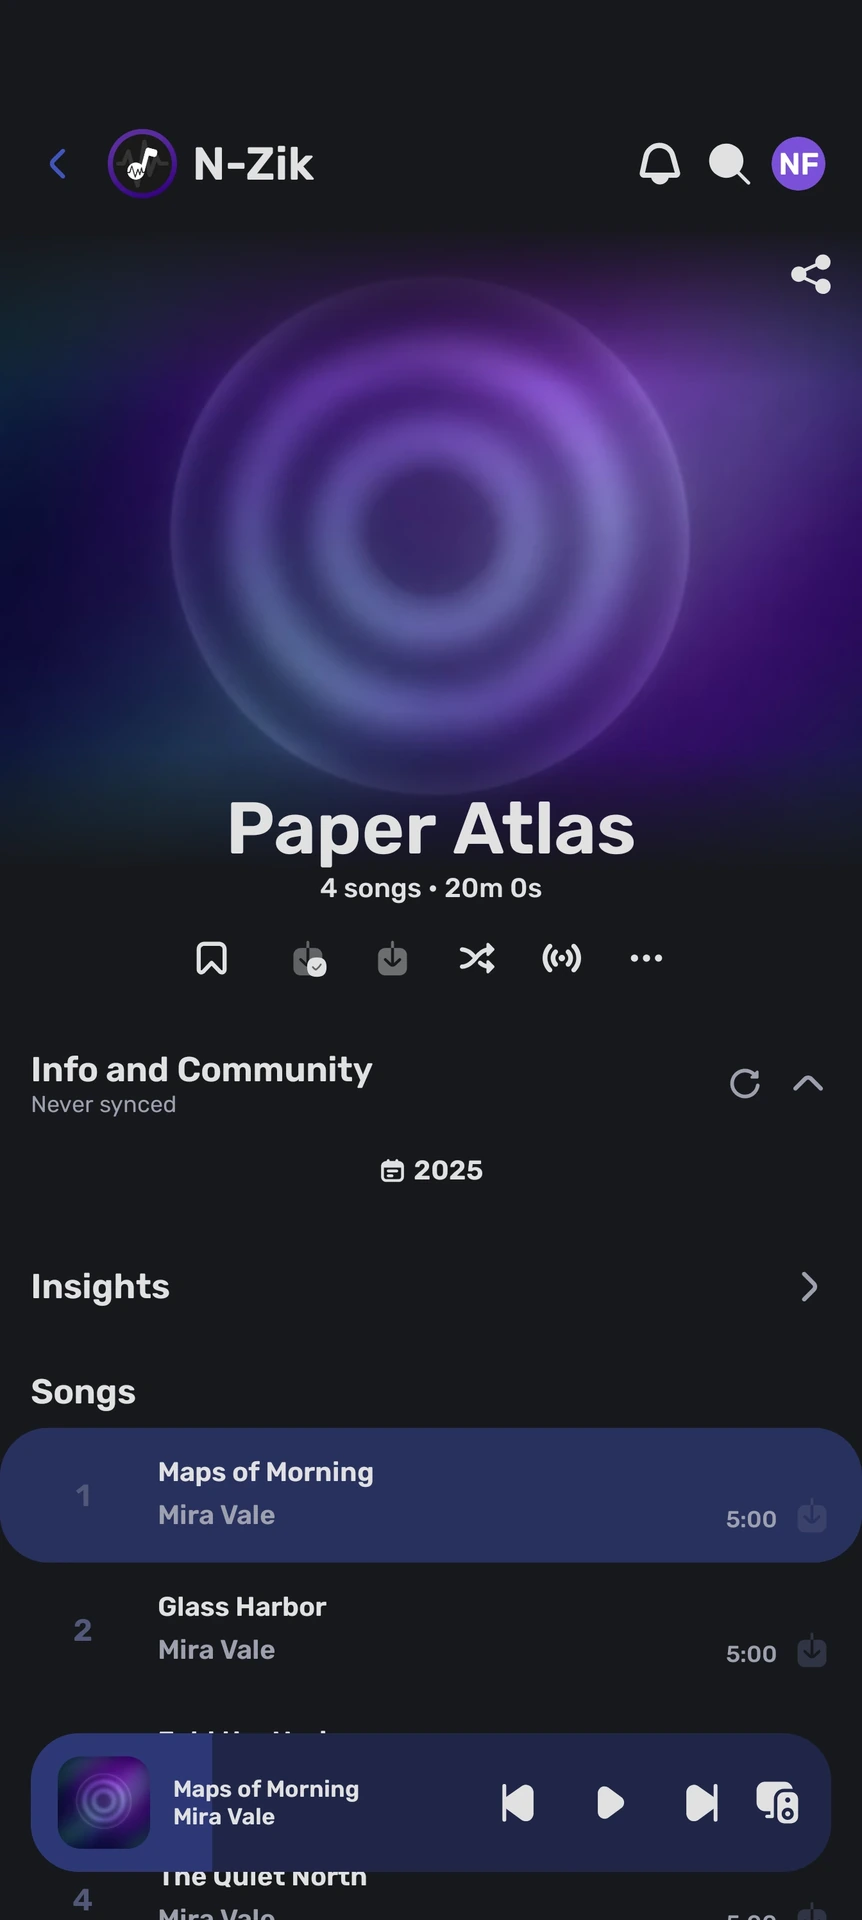 N-Zik
NF
Paper Atlas
4 songs • 20m 0s
Info and Community
Never synced
2025
Insights
Songs
1
Maps of Morning
Mira Vale
5:00
2
Glass Harbor
Mira Vale
5:00
Maps of Morning
Mira Vale
The Quiet North
4
Mira Vale
5:00